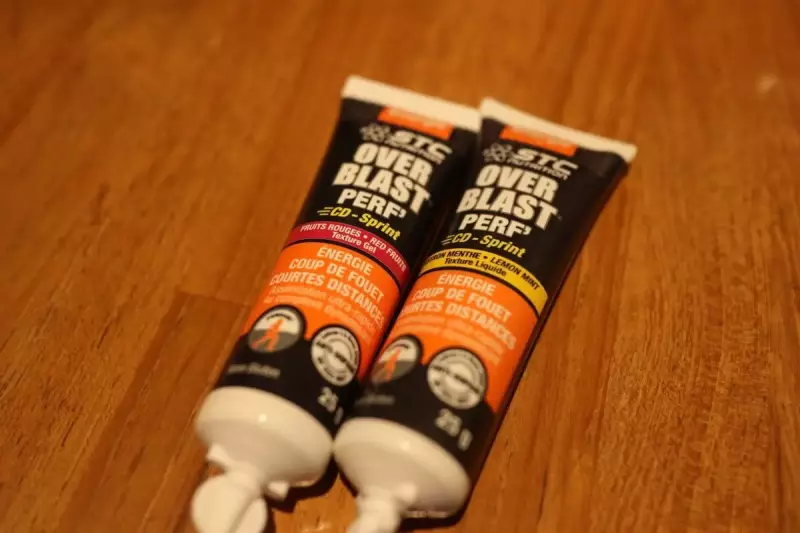 STC
NUTRITION
OVER
BLAST
PERF'
CD - Sprint
FRUITS ROUGES • RED FRUITS
Texture Gel
ENERGIE
COUP DE FOUET
COURTES DISTANCES
25 g
STC
NUTRITION
OVER
BLAST
PERF'
CD - Sprint
CITRON MENTHE • LEMON MINT
Texture Liquide
ENERGIE
COUP DE FOUET
COURTES DISTANCES
25 g